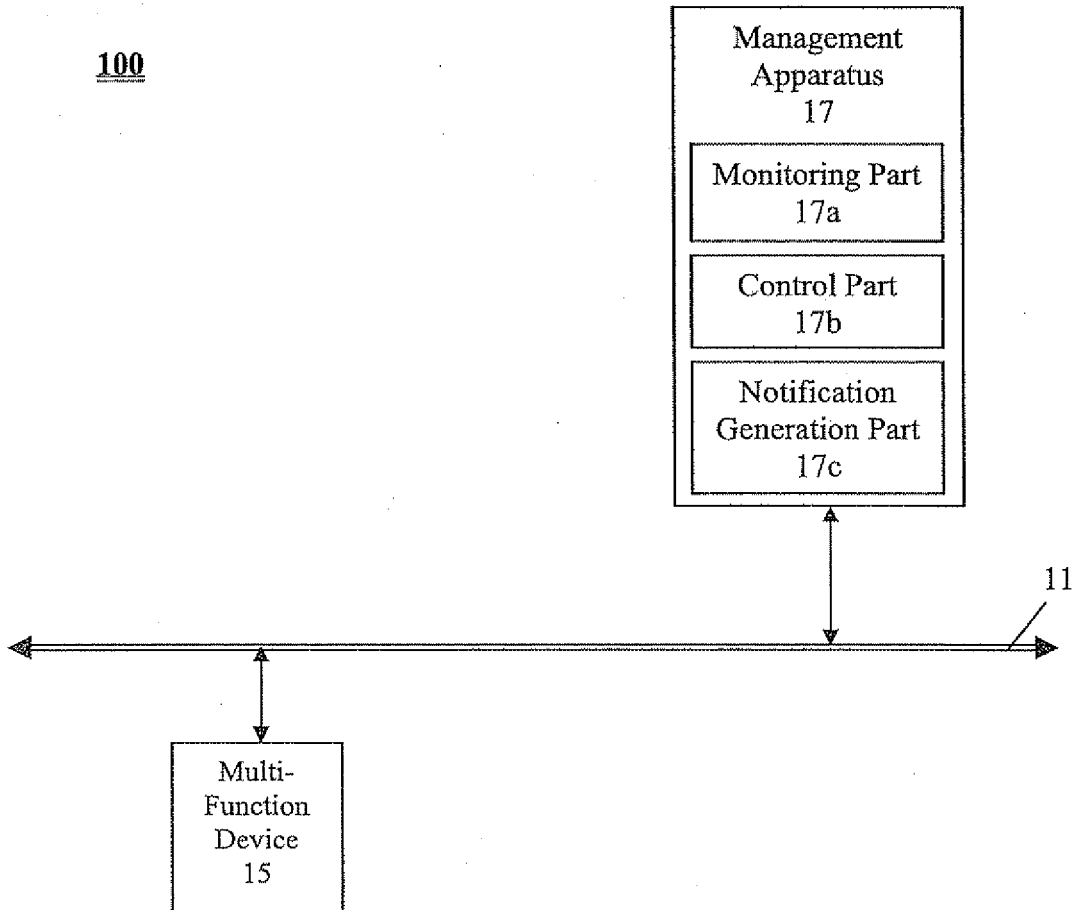 100
Management
Apparatus
17
Monitoring Part
17a
Control Part
17b
Notification
Generation Part
17c
11
Multi-
Function
Device
15